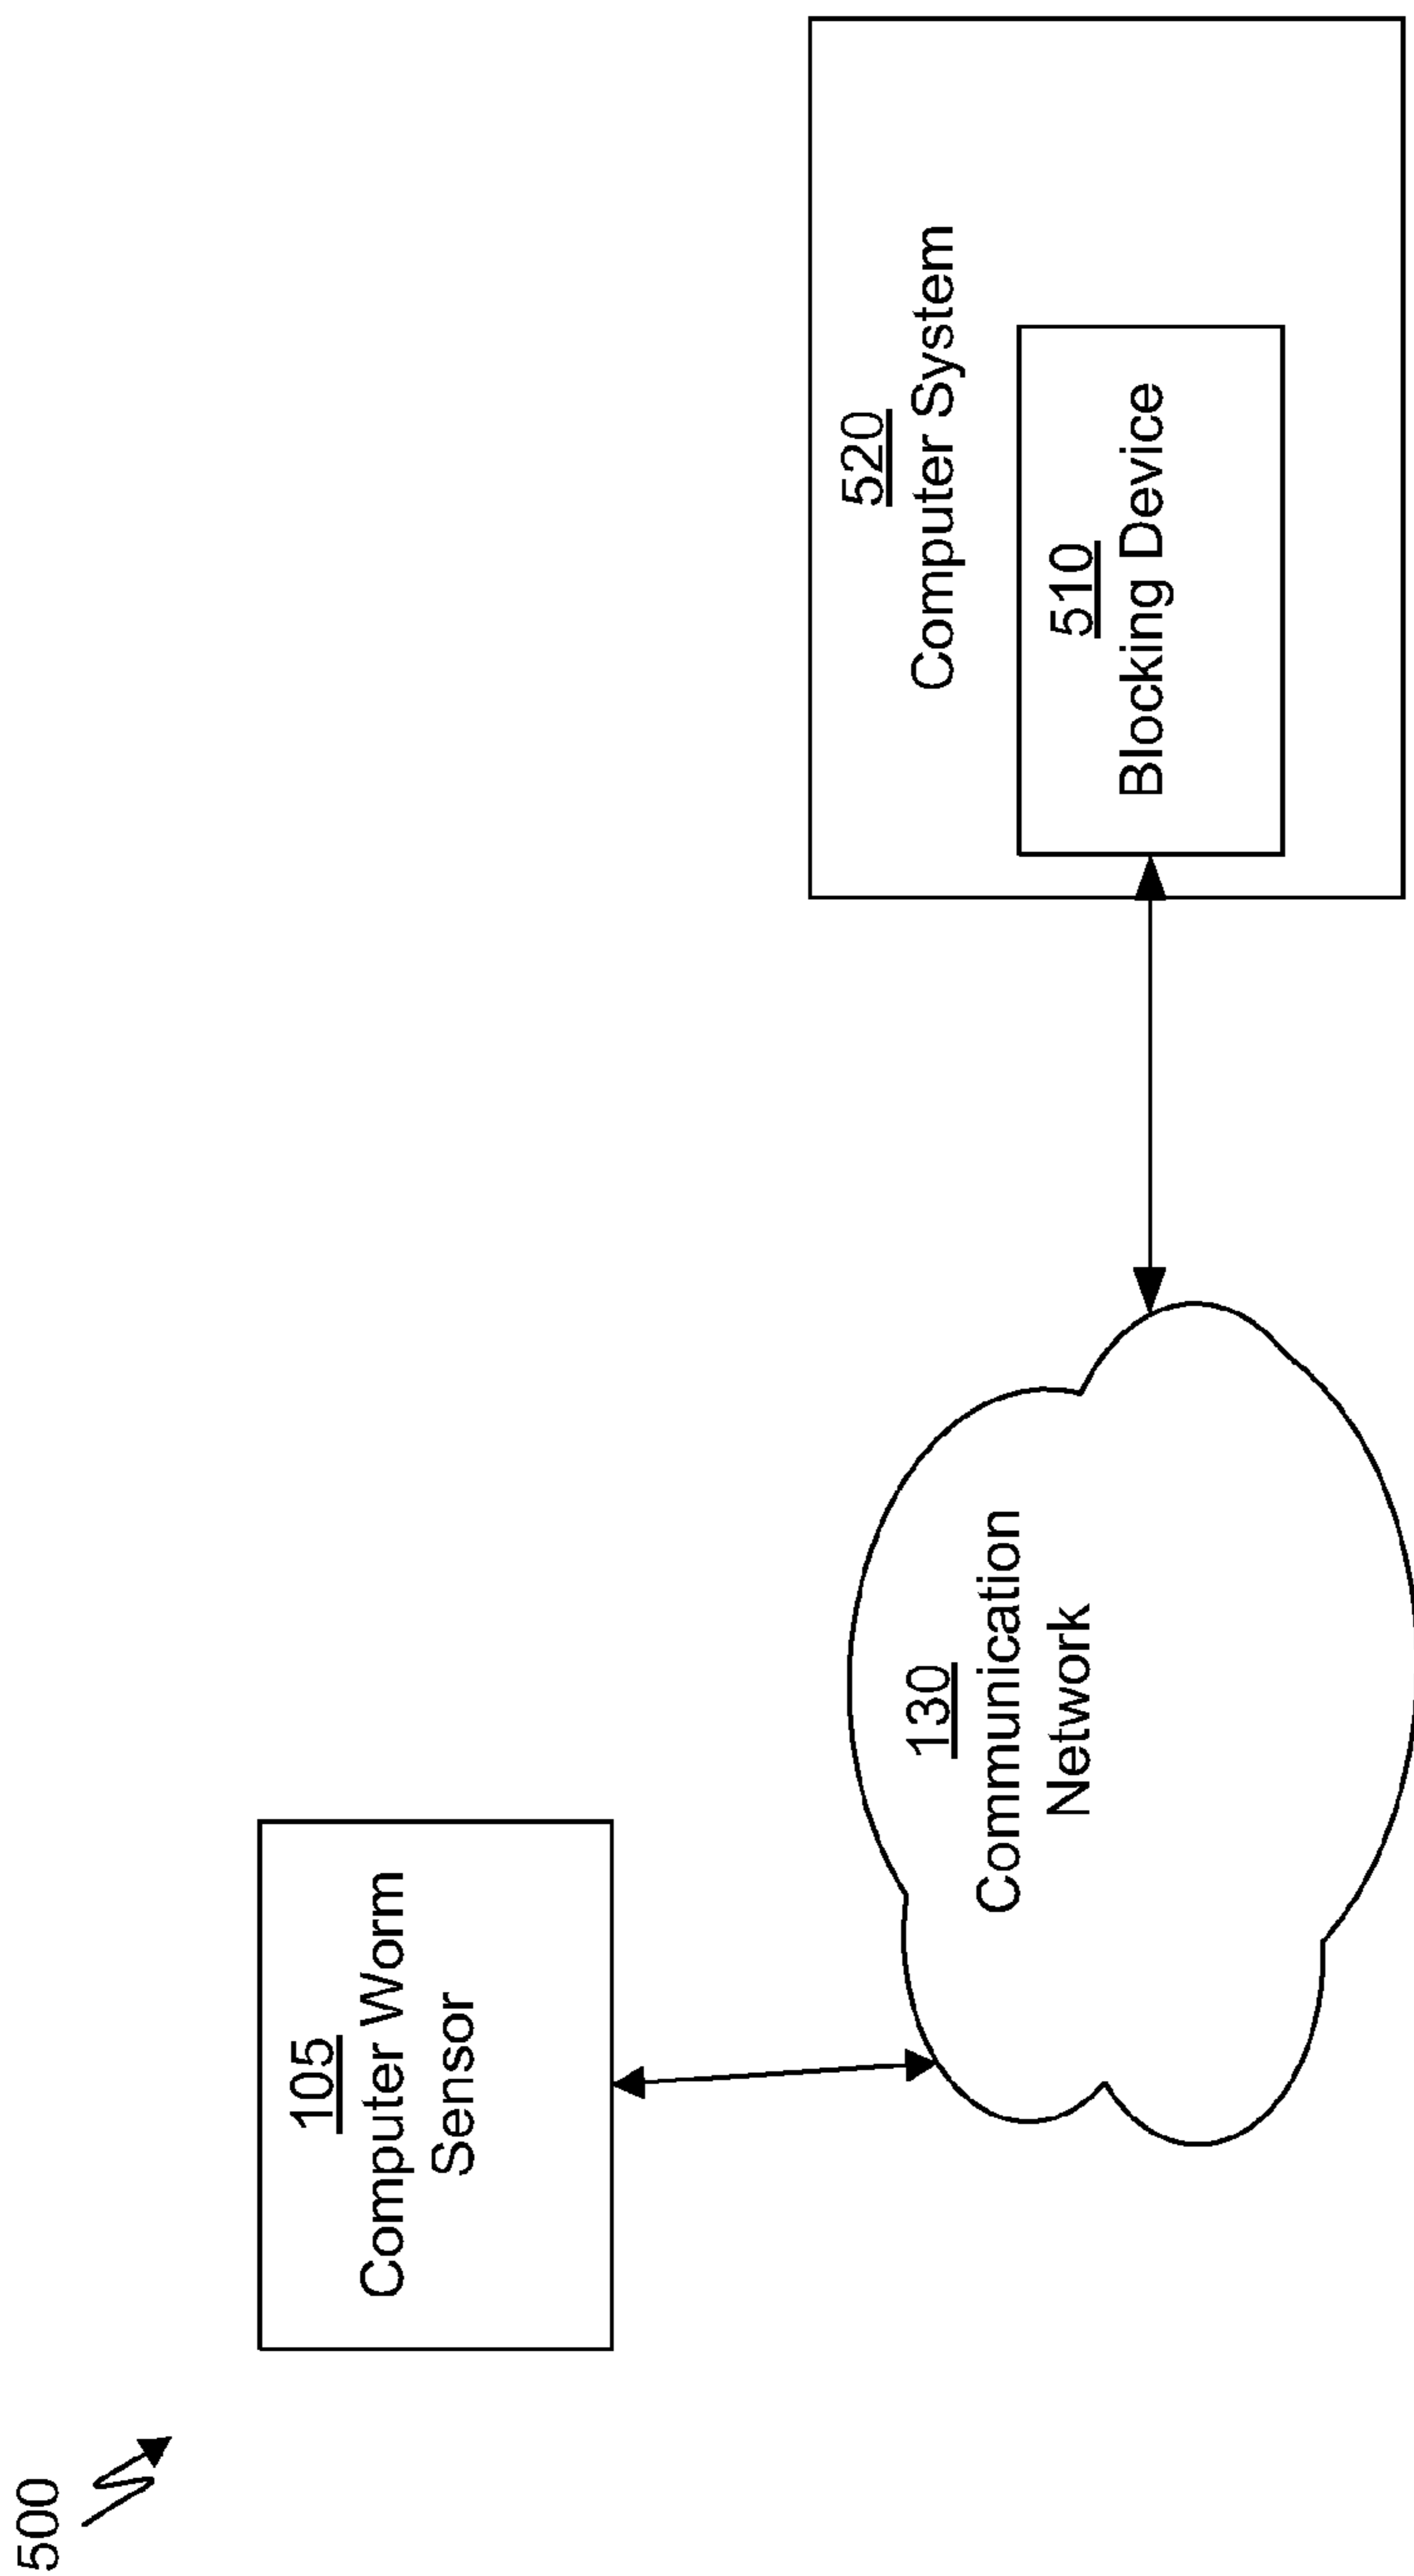 500
105
Computer Worm
Sensor
130
Communication
Network
520
Computer System
510
Blocking Device